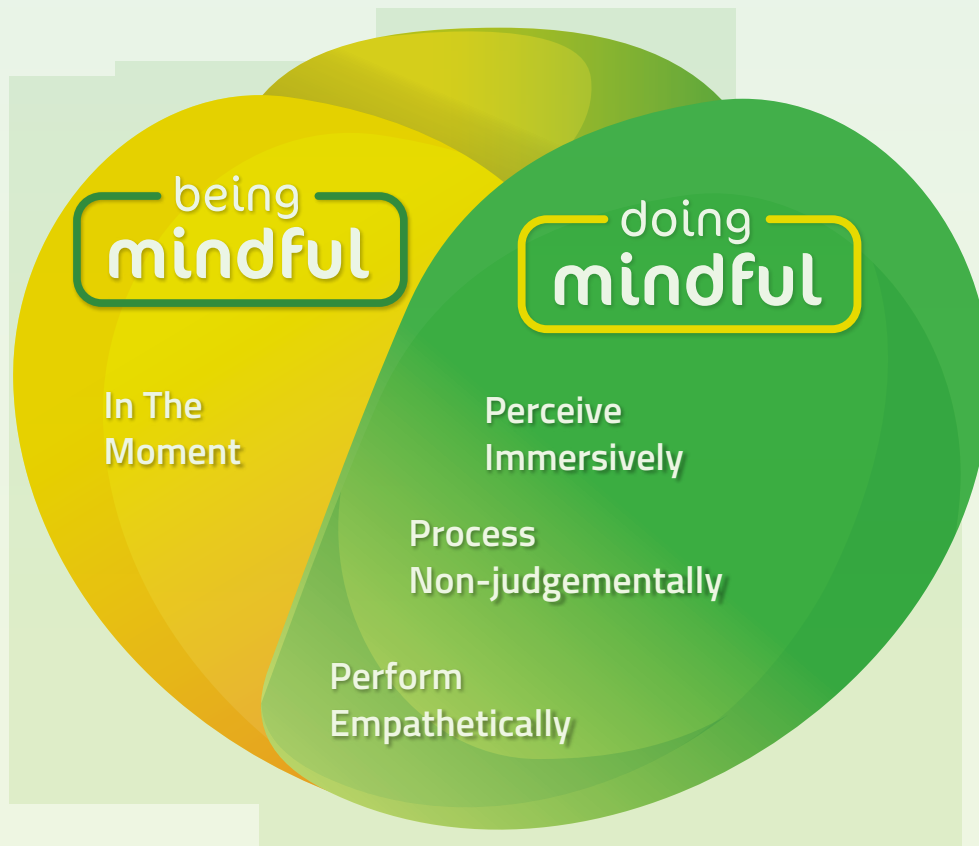 being
mindful
In The
Moment
doing
mindful
Perceive
Immersively
Process
Non-judgementally
Perform
Empathetically